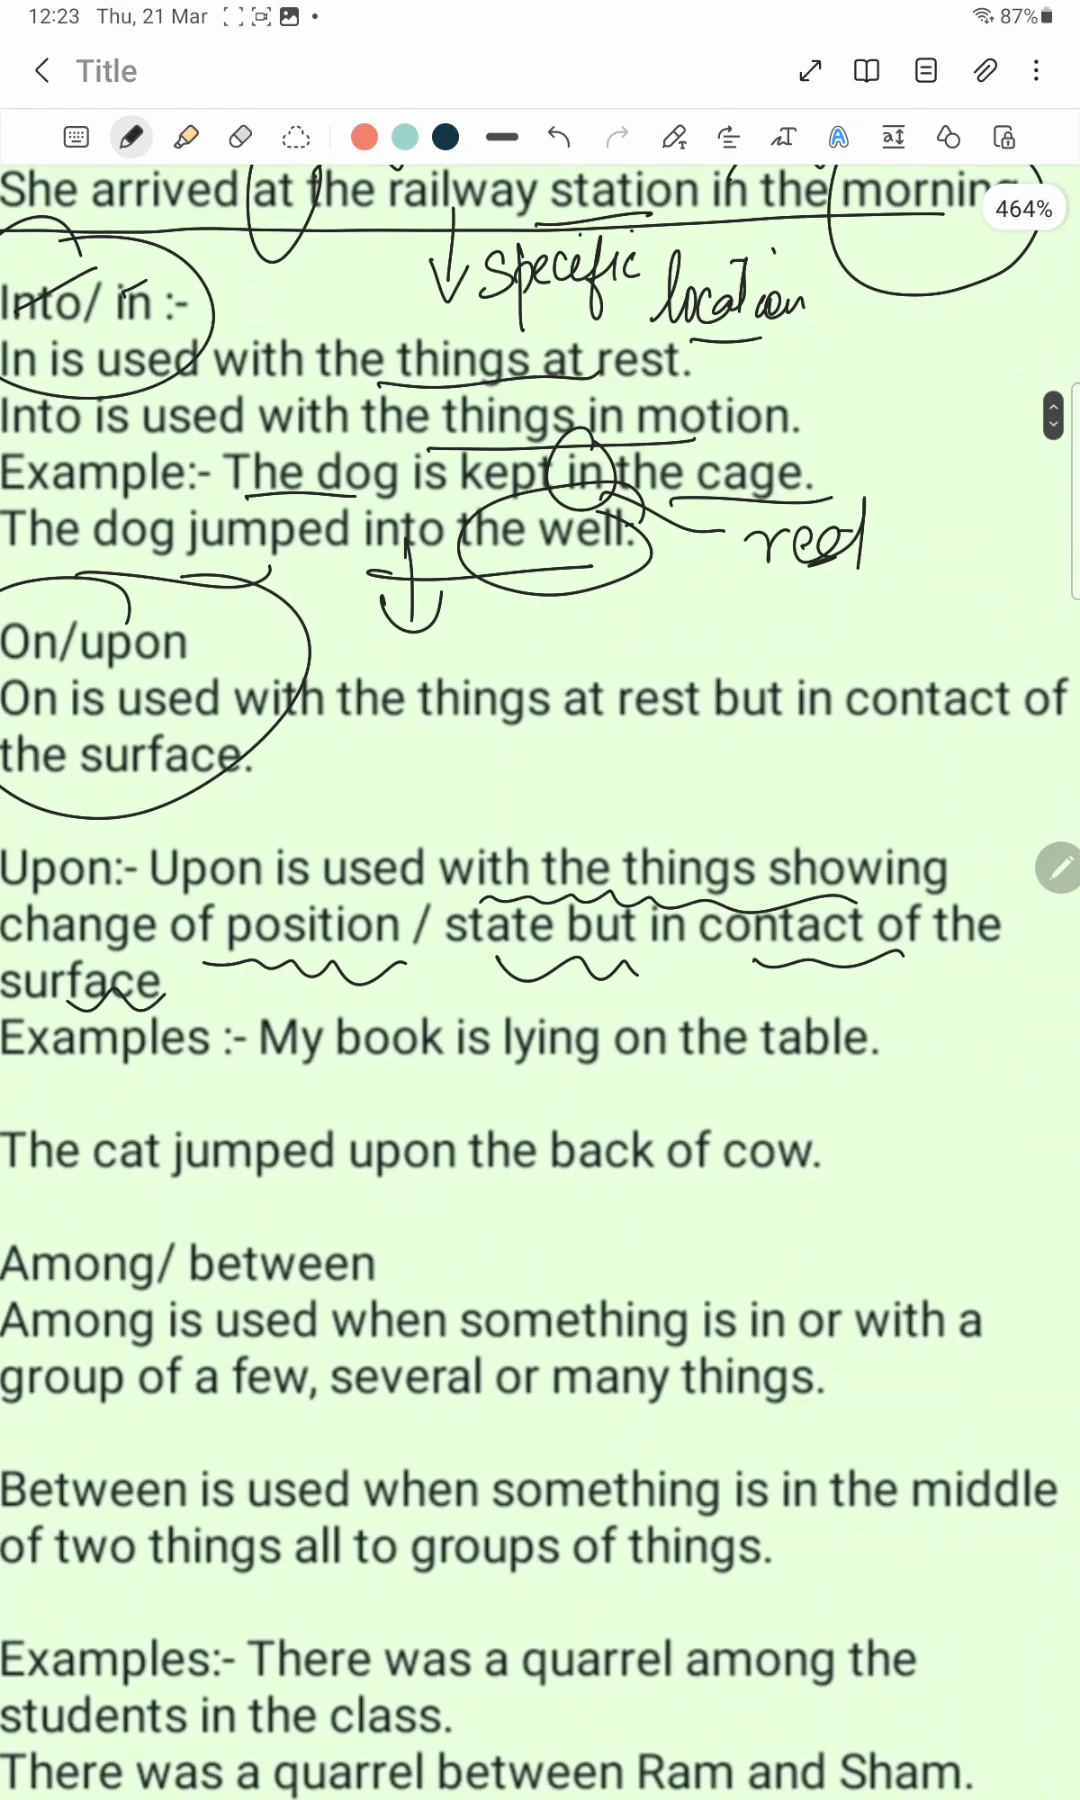 12:23 Thu, 21 Mar 87%
Title
She arrived at the railway station in the morning
464%
specific location
Into/ in :-
In is used with the things at rest.
Into is used with the things in motion.
Example:- The dog is kept in the cage.
The dog jumped into the well.
On/upon
On is used with the things at rest but in contact of
the surface.
Upon:- Upon is used with the things showing
change of position / state but in contact of the
surface
Examples :- My book is lying on the table.
The cat jumped upon the back of cow.
Among/ between
Among is used when something is in or with a
group of a few, several or many things.
Between is used when something is in the middle
of two things all to groups of things.
Examples:- There was a quarrel among the
students in the class.
There was a quarrel between Ram and Sham.